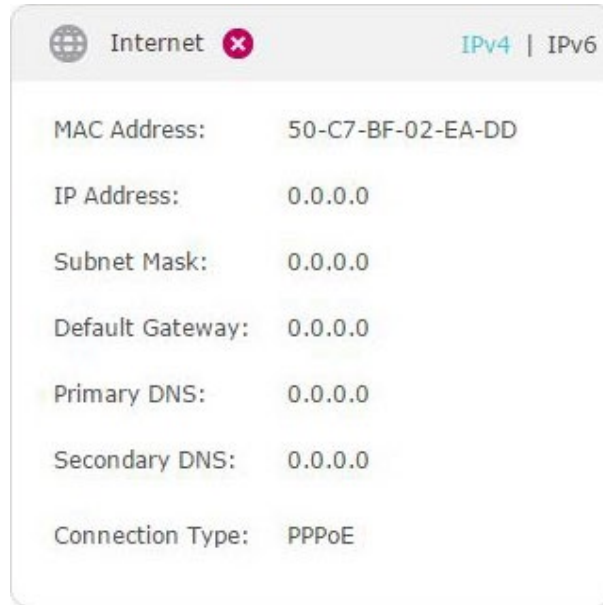 Internet IPv4 | IPv6
MAC Address: 50-C7-BF-02-EA-DD
IP Address: 0.0.0.0
Subnet Mask: 0.0.0.0
Default Gateway: 0.0.0.0
Primary DNS: 0.0.0.0
Secondary DNS: 0.0.0.0
Connection Type: PPPoE